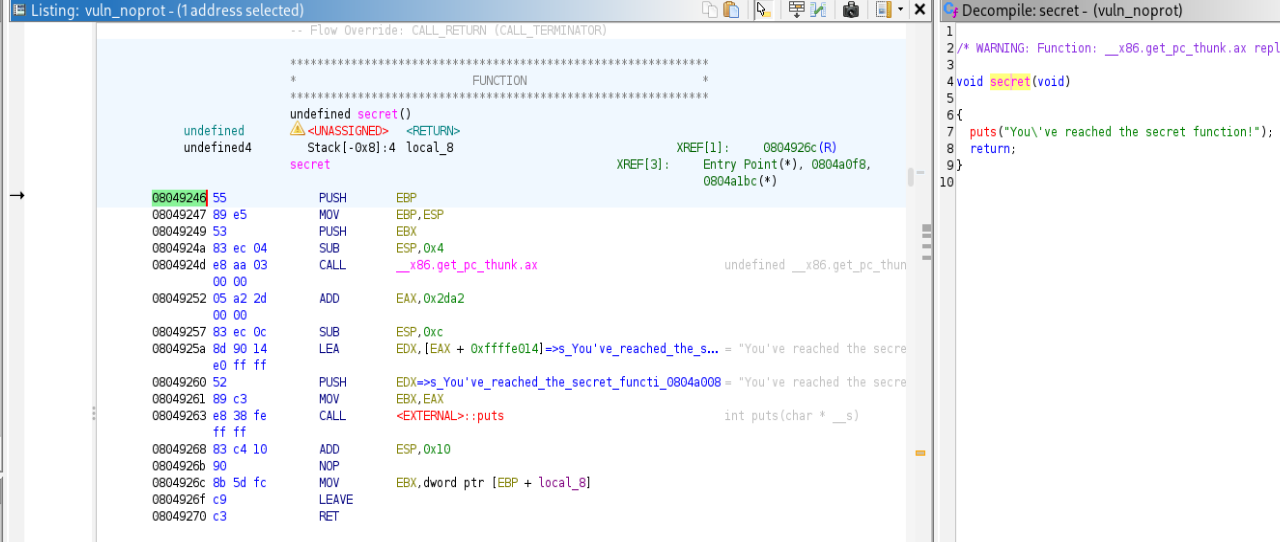 Listing: vuln_noprot - (1 address selected)
-- Flow Override: CALL_RETURN (CALL_TERMINATOR)
**************************************************************
* FUNCTION *
**************************************************************
undefined secret()
undefined <UNASSIGNED> <RETURN>
undefined4 Stack[-0x8]:4 local_8 XREF[1]: 0804926c(R)
secret XREF[3]: Entry Point(*), 0804a0f8,
0804a1bc(*)
08049246 55 PUSH EBP
08049247 89 e5 MOV EBP,ESP
08049249 53 PUSH EBX
0804924a 83 ec 04 SUB ESP,0x4
0804924d e8 aa 03 CALL __x86.get_pc_thunk.ax undefined __x86.get_pc_thun
00 00
08049252 05 a2 2d ADD EAX,0x2da2
00 00
08049257 83 ec 0c SUB ESP,0xc
0804925a 8d 90 14 LEA EDX,[EAX + 0xffffe014]=>s_You've_reached_the_s... = "You've reached the secre
e0 ff ff
08049260 52 PUSH EDX=>s_You've_reached_the_secret_functi_0804a008 = "You've reached the secre
08049261 89 c3 MOV EBX,EAX
08049263 e8 38 fe CALL <EXTERNAL>::puts int puts(char * __s)
ff ff
08049268 83 c4 10 ADD ESP,0x10
0804926b 90 NOP
0804926c 8b 5d fc MOV EBX,dword ptr [EBP + local_8]
0804926f c9 LEAVE
08049270 c3 RET
Decompile: secret - (vuln_noprot)
1
2 /* WARNING: Function: __x86.get_pc_thunk.ax repl
3
4 void secret(void)
5
6 {
7 puts("You\'ve reached the secret function!");
8 return;
9 }
10